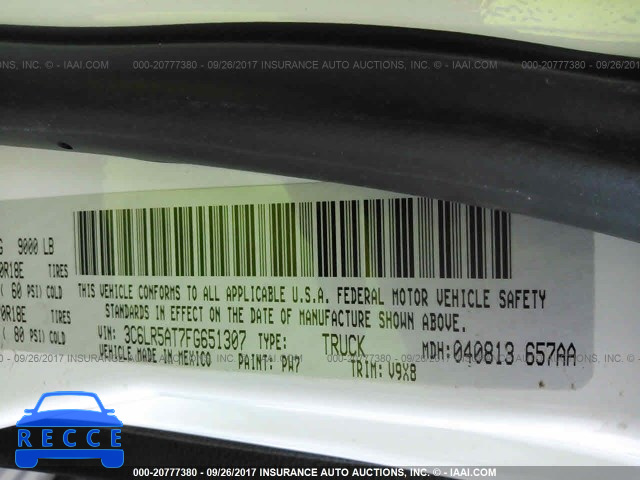 000-20777380 - 09/26/2017 INSURANCE AUTO AUCTIONS, INC. - © IAAI.COM
G 9000 LB
0R18E TIRES
( 60 PSI) COLD
0R18E TIRES
( 80 PSI) COLD
THIS VEHICLE CONFORMS TO ALL APPLICABLE U.S.A. FEDERAL MOTOR VEHICLE SAFETY
STANDARDS IN EFFECT ON THE DATE OF MANUFACTURE SHOWN ABOVE.
VIN: 3C6LR5AT7FG651307 TYPE: TRUCK MDH: 040813 657AA
VEHICLE MADE IN MEXICO PAINT: PW7 TRIM: V9X8
RECCE
000-20777380 - 09/26/2017 INSURANCE AUTO AUCTIONS, INC. - © IAAI.COM